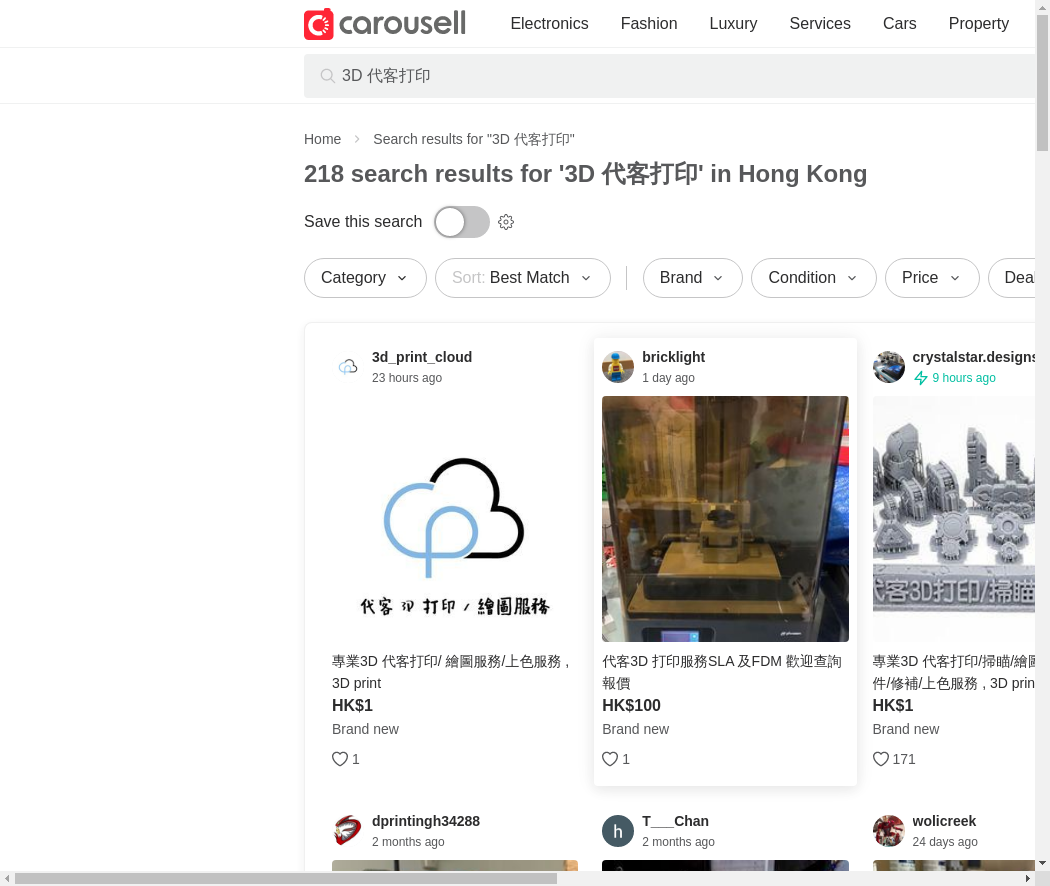 carousell
Electronics
Fashion
Luxury
Services
Cars
Property
3D 代客打印
Home
Search results for "3D 代客打印"
218 search results for '3D 代客打印' in Hong Kong
Save this search
Category
Sort: Best Match
Brand
Condition
Price
3d_print_cloud
23 hours ago
代客 3D 打印 / 繪圖服務
專業3D 代客打印/ 繪圖服務/上色服務 ,
3D print
HK$1
Brand new
1
bricklight
1 day ago
代客3D 打印服務SLA 及FDM 歡迎查詢
報價
HK$100
Brand new
1
crystalstar.designs
9 hours ago
代客3D打印/掃瞄
專業3D 代客打印/掃瞄/繪圖
件/修補/上色服務 , 3D prin
HK$1
Brand new
171
dprintingh34288
2 months ago
h
T___Chan
2 months ago
wolicreek
24 days ago